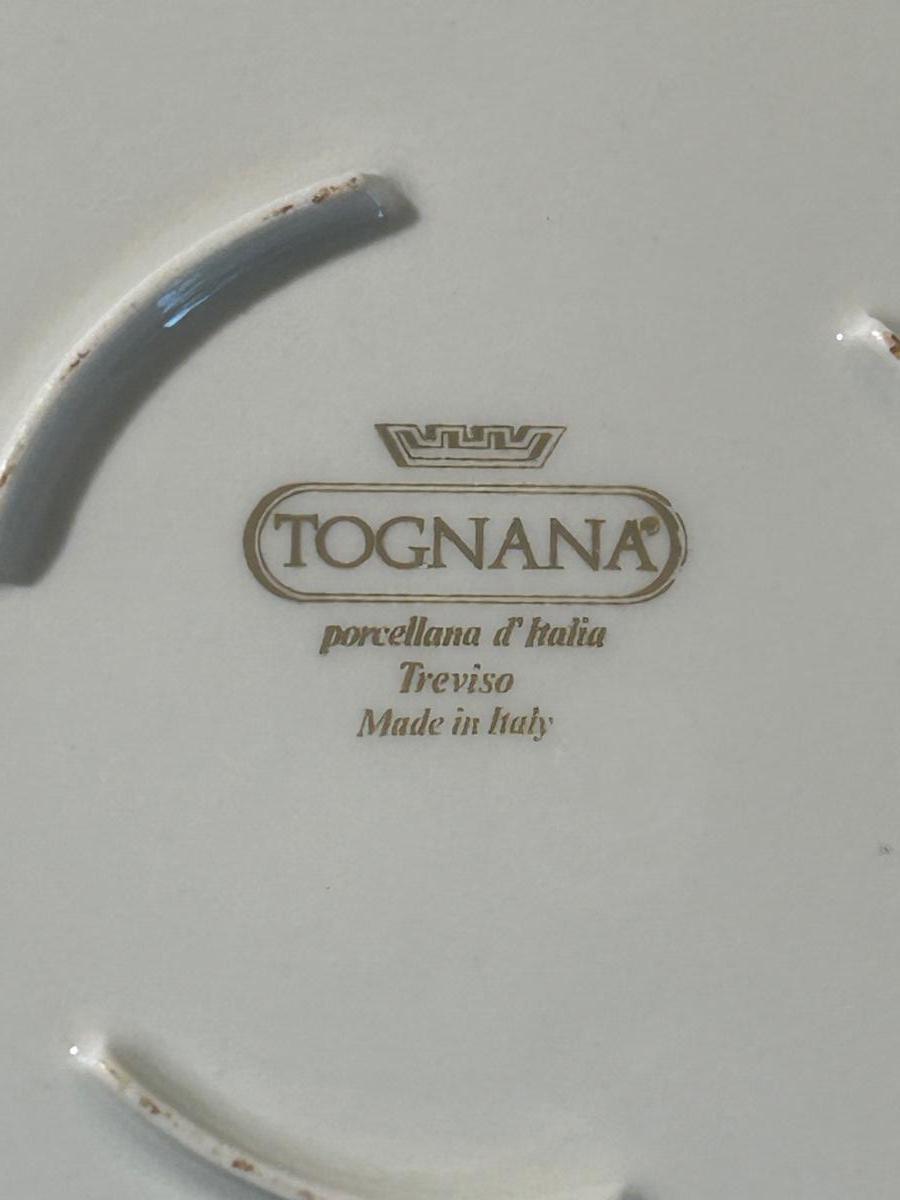 TOGNANA®
porcellana d'Italia
Treviso
Made in Italy